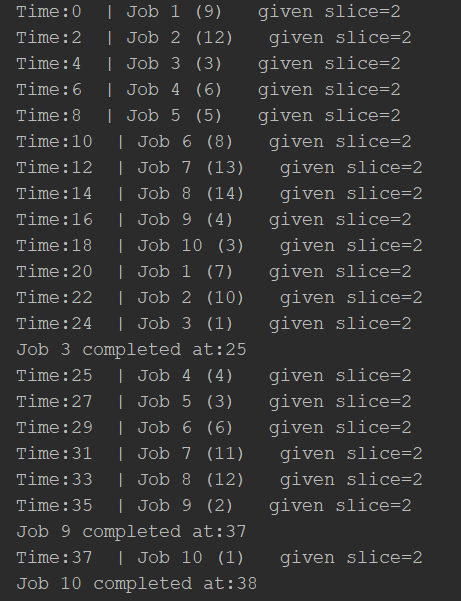 Time:0  | Job 1 (9)   given slice=2
Time:2  | Job 2 (12)   given slice=2
Time:4  | Job 3 (3)   given slice=2
Time:6  | Job 4 (6)   given slice=2
Time:8  | Job 5 (5)   given slice=2
Time:10  | Job 6 (8)   given slice=2
Time:12  | Job 7 (13)   given slice=2
Time:14  | Job 8 (14)   given slice=2
Time:16  | Job 9 (4)   given slice=2
Time:18  | Job 10 (3)   given slice=2
Time:20  | Job 1 (7)   given slice=2
Time:22  | Job 2 (10)   given slice=2
Time:24  | Job 3 (1)   given slice=2
Job 3 completed at:25
Time:25  | Job 4 (4)   given slice=2
Time:27  | Job 5 (3)   given slice=2
Time:29  | Job 6 (6)   given slice=2
Time:31  | Job 7 (11)   given slice=2
Time:33  | Job 8 (12)   given slice=2
Time:35  | Job 9 (2)   given slice=2
Job 9 completed at:37
Time:37  | Job 10 (1)   given slice=2
Job 10 completed at:38